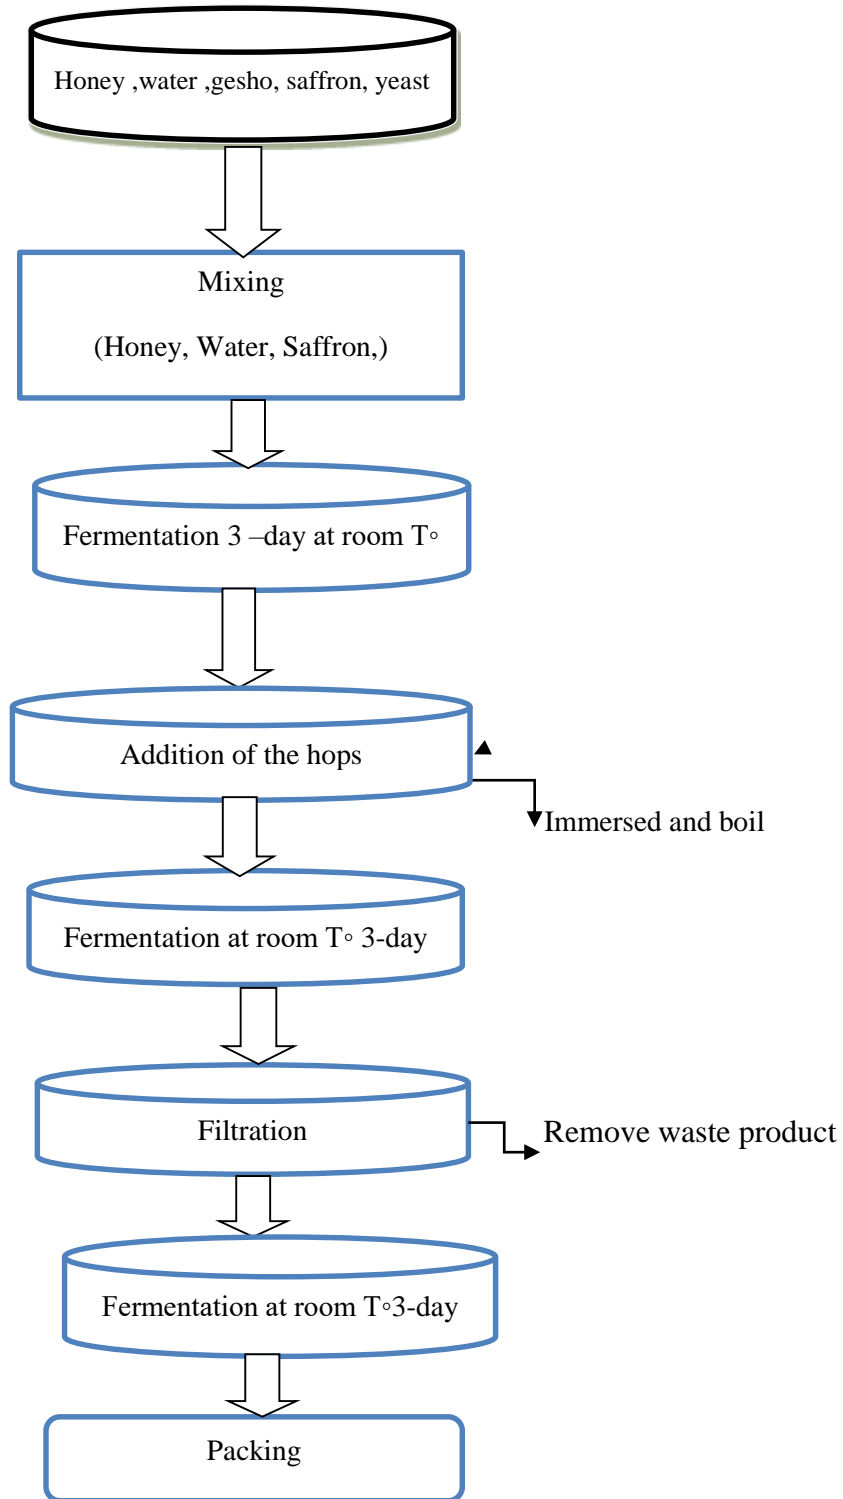 Honey ,water ,gesho, saffron, yeast
Mixing
(Honey, Water, Saffron,)
Fermentation 3 –day at room T◦
Addition of the hops
Immersed and boil
Fermentation at room T◦ 3-day
Filtration
Remove waste product
Fermentation at room T◦3-day
Packing